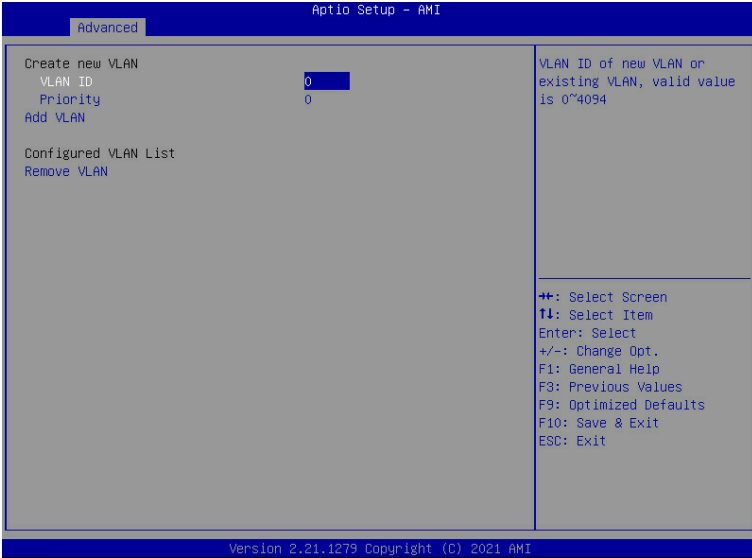 Aptio Setup – AMI
Advanced
Create new VLAN
VLAN ID 0
Priority 0
Add VLAN
Configured VLAN List
Remove VLAN
VLAN ID of new VLAN or
existing VLAN, valid value
is 0~4094
→←: Select Screen
↑↓: Select Item
Enter: Select
+/-: Change Opt.
F1: General Help
F3: Previous Values
F9: Optimized Defaults
F10: Save & Exit
ESC: Exit
Version 2.21.1279 Copyright (C) 2021 AMI